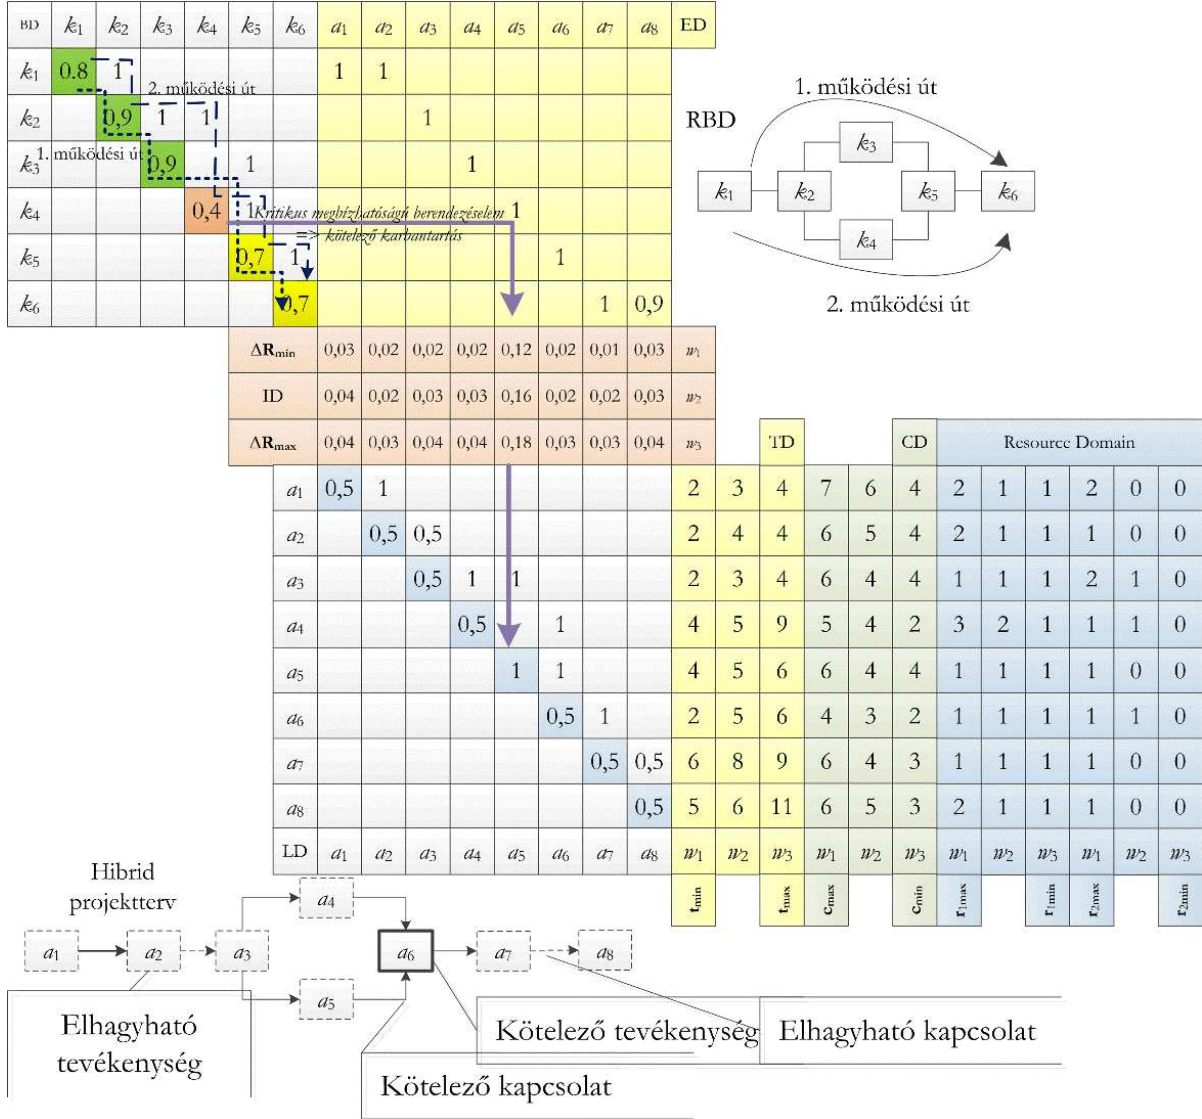 BD k1 k2 k3 k4 k5 k6 a1 a2 a3 a4 a5 a6 a7 a8 ED
k1 0.8 1 1 1
2. működési út
k2 0,9 1 1 1
1. működési út
k3 0,9 1 1
k4 0,4 1 1
Kritikus megbízhatóságú berendezéselem
=> kötelező karbantartás
k5 0,7 1 1
k6 0,7 1 0,9
RBD
1. működési út
k3
k1 k2 k5 k6
k4
2. működési út
ΔRmin 0,03 0,02 0,02 0,02 0,12 0,02 0,01 0,03 w1
ID 0,04 0,02 0,03 0,03 0,16 0,02 0,02 0,03 w2
ΔRmax 0,04 0,03 0,04 0,04 0,18 0,03 0,03 0,04 w3 TD CD Resource Domain
a1 0,5 1 2 3 4 7 6 4 2 1 1 2 0 0
a2 0,5 0,5 2 4 4 6 5 4 2 1 1 1 0 0
a3 0,5 1 1 2 3 4 6 4 4 1 1 1 2 1 0
a4 0,5 1 4 5 9 5 4 2 3 2 1 1 1 0
a5 1 1 4 5 6 6 4 4 1 1 1 1 0 0
a6 0,5 1 2 5 6 4 3 2 1 1 1 1 1 0
a7 0,5 0,5 6 8 9 6 4 3 1 1 1 1 0 0
a8 0,5 5 6 11 6 5 3 2 1 1 1 0 0
LD a1 a2 a3 a4 a5 a6 a7 a8 w1 w2 w3 w1 w2 w3 w1 w2 w3 w1 w2 w3
tmin tmax cmax cmin r1max r1min r2max r2min
Hibrid
projektterv
a4
a1 a2 a3 a6 a7 a8
a5
Elhagyható
tevékenység
Kötelező tevékenység
Elhagyható kapcsolat
Kötelező kapcsolat